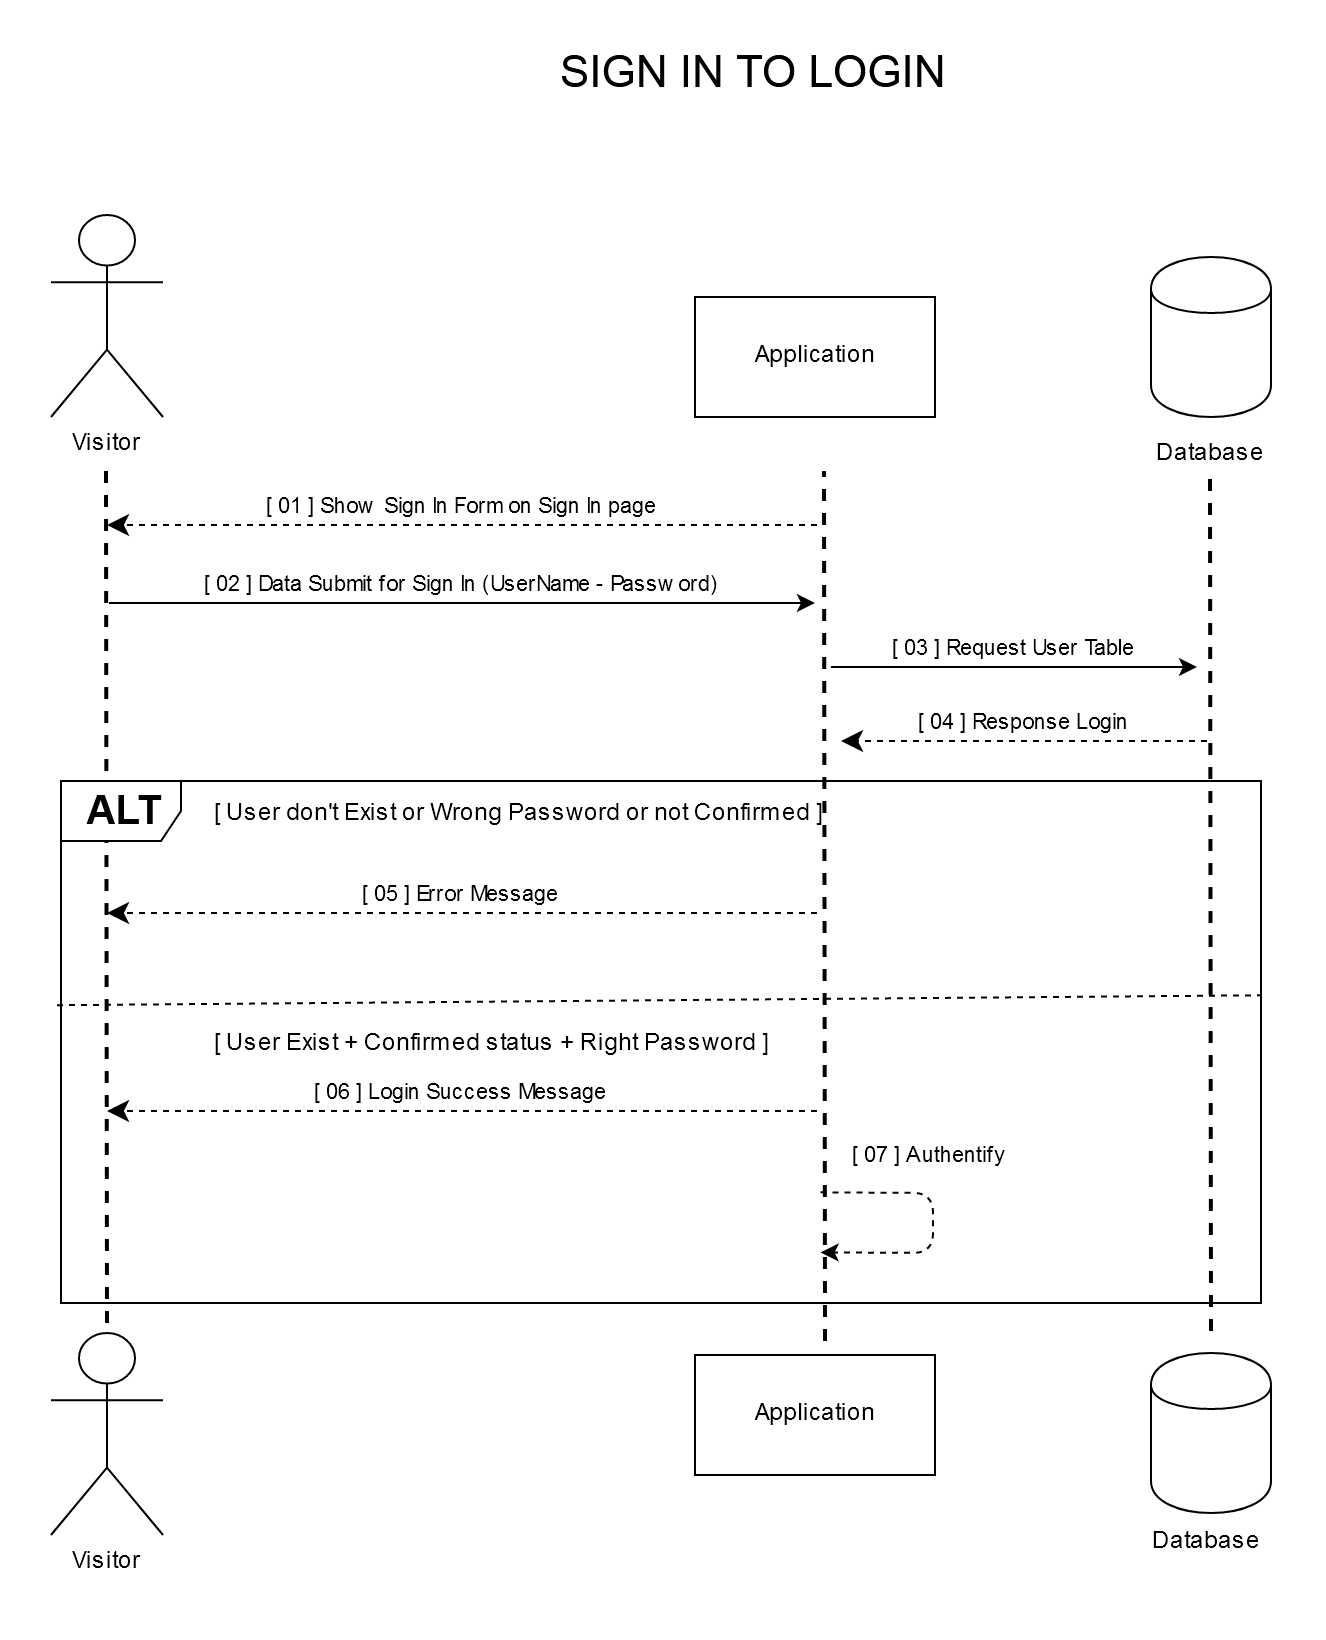 SIGN IN TO LOGIN
Application
Visitor
Database
[ 01 ] Show Sign In Form on Sign In page
[ 02 ] Data Submit for Sign In (UserName - Password)
[ 03 ] Request User Table
[ 04 ] Response Login
ALT
[ User don't Exist or Wrong Password or not Confirmed ]
[ 05 ] Error Message
[ User Exist + Confirmed status + Right Password ]
[ 06 ] Login Success Message
[ 07 ] Authentify
Application
Database
Visitor